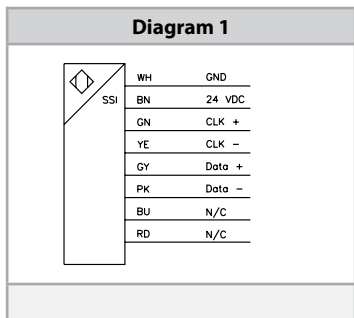 Diagram 1
SSI
WH GND
BN 24 VDC
GN CLK +
YE CLK -
GY Data +
PK Data -
BU N/C
RD N/C